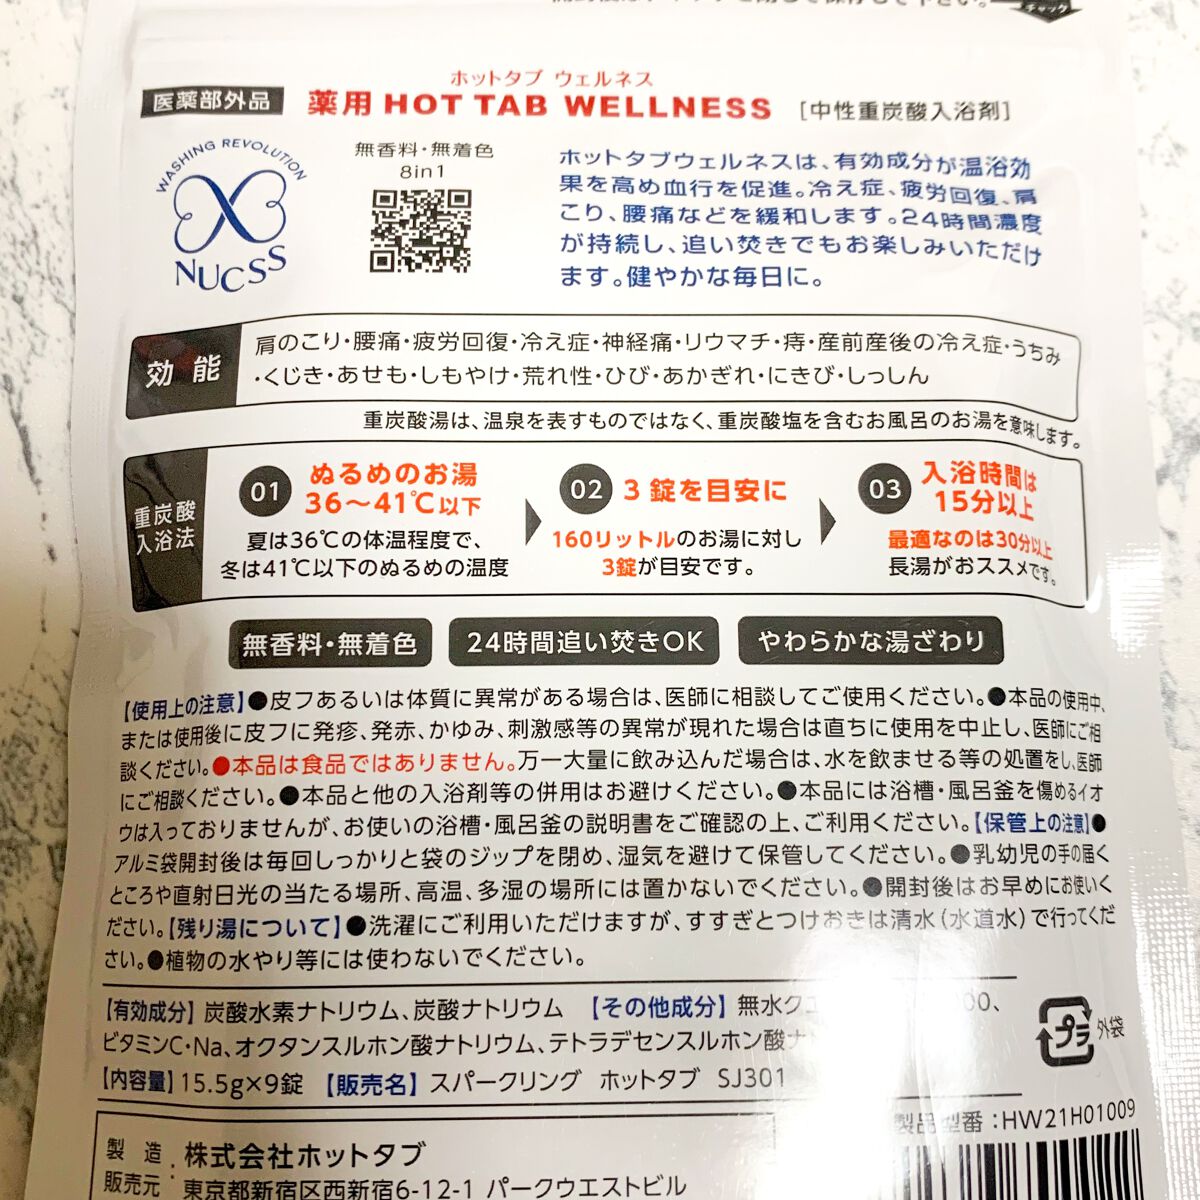 チャック
ホットタブ ウェルネス
医薬部外品 薬用 HOT TAB WELLNESS [中性重炭酸入浴剤]
WASHING REVOLUTION
NUCSS
無香料・無着色
8in1
ホットタブウェルネスは、有効成分が温浴効
果を高め血行を促進。冷え症、疲労回復、肩
こり、腰痛などを緩和します。24時間濃度
が持続し、追い焚きでもお楽しみいただけ
ます。健やかな毎日に。
効能
肩のこり・腰痛・疲労回復・冷え症・神経痛・リウマチ・痔・産前産後の冷え症・うちみ
・くじき・あせも・しもやけ・荒れ性・ひび・あかぎれ・にきび・しっしん
重炭酸湯は、温泉を表すものではなく、重炭酸塩を含むお風呂のお湯を意味します。
重炭酸
入浴法
01 ぬるめのお湯
36〜41℃以下
夏は36℃の体温程度で、
冬は41℃以下のぬるめの温度
02 3錠を目安に
160リットルのお湯に対し
3錠が目安です。
03 入浴時間は
15分以上
最適なのは30分以上
長湯がおススメです。
無香料・無着色 24時間追い焚きOK やわらかな湯ざわり
【使用上の注意】●皮フあるいは体質に異常がある場合は、医師に相談してご使用ください。●本品の使用中、
または使用後に皮フに発疹、発赤、かゆみ、刺激感等の異常が現れた場合は直ちに使用を中止し、医師にご相
談ください。●本品は食品ではありません。万一大量に飲み込んだ場合は、水を飲ませる等の処置をし、医師
にご相談ください。●本品と他の入浴剤等の併用はお避けください。●本品には浴槽・風呂釜を傷めるイオ
ウは入っておりませんが、お使いの浴槽・風呂釜の説明書をご確認の上、ご利用ください。【保管上の注意】●
アルミ袋開封後は毎回しっかりと袋のジップを閉め、湿気を避けて保管してください。●乳幼児の手の届く
ところや直射日光の当たる場所、高温、多湿の場所には置かないでください。●開封後はお早めにお使いく
ださい。【残り湯について】●洗濯にご利用いただけますが、すすぎとつけおきは清水（水道水）で行ってくだ
さい。●植物の水やり等には使わないでください。
【有効成分】炭酸水素ナトリウム、炭酸ナトリウム 【その他成分】無水クエ 00、
ビタミンC・Na、オクタンスルホン酸ナトリウム、テトラデセンスルホン酸ナト
【内容量】15.5g×9錠 【販売名】スパークリング ホットタブ SJ301
プラ 外袋
製品型番：HW21H01009
製 造 株式会社ホットタブ
販売元：東京都新宿区西新宿6-12-1 パークウエストビル